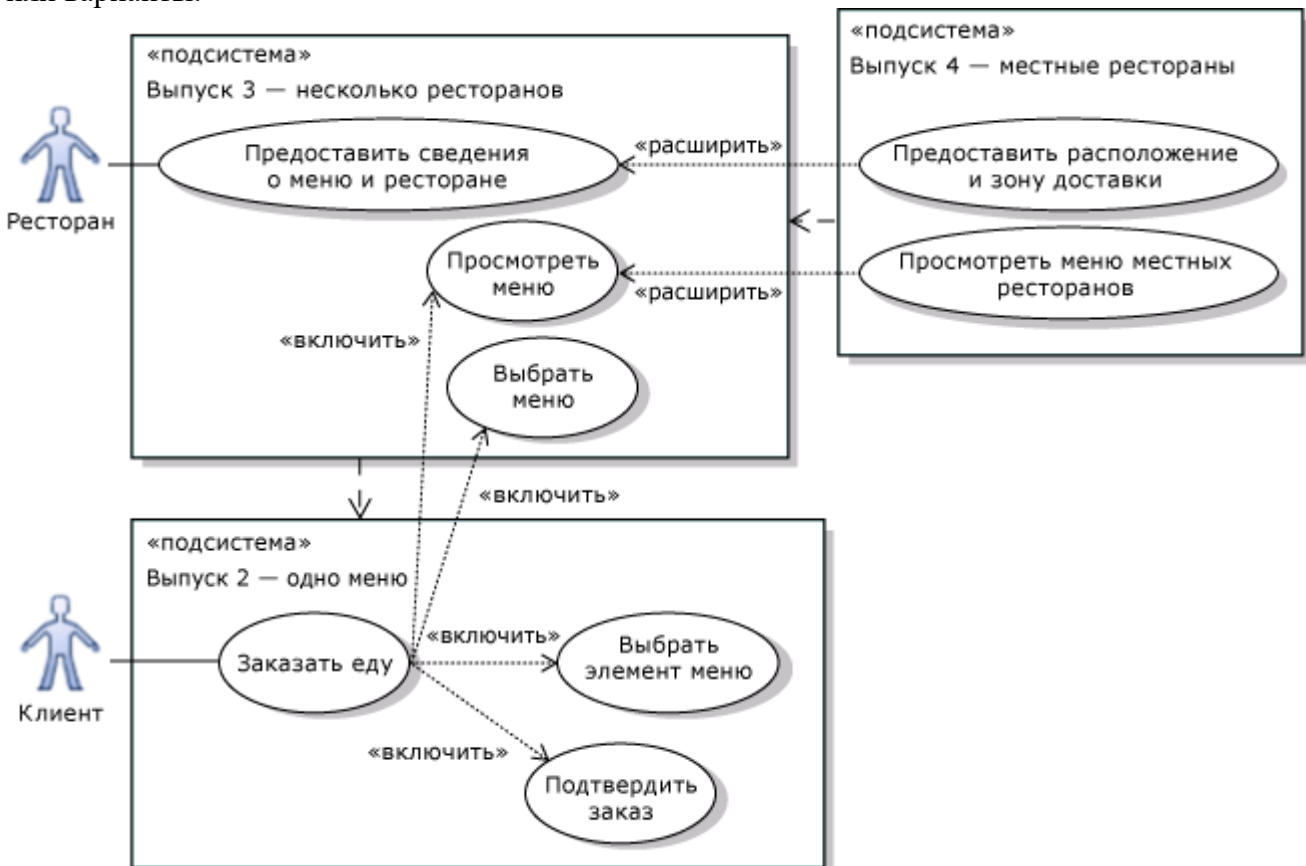 или варианты.
«подсистема»
Выпуск 3 — несколько ресторанов
Предоставить сведения
о меню и ресторане
Ресторан
Просмотреть
меню
«включить»
Выбрать
меню
«расширить»
«расширить»
«подсистема»
Выпуск 4 — местные рестораны
Предоставить расположение
и зону доставки
Просмотреть меню местных
ресторанов
«включить»
«подсистема»
Выпуск 2 — одно меню
Заказать еду
Клиент
«включить»
Выбрать
элемент меню
«включить»
Подтвердить
заказ